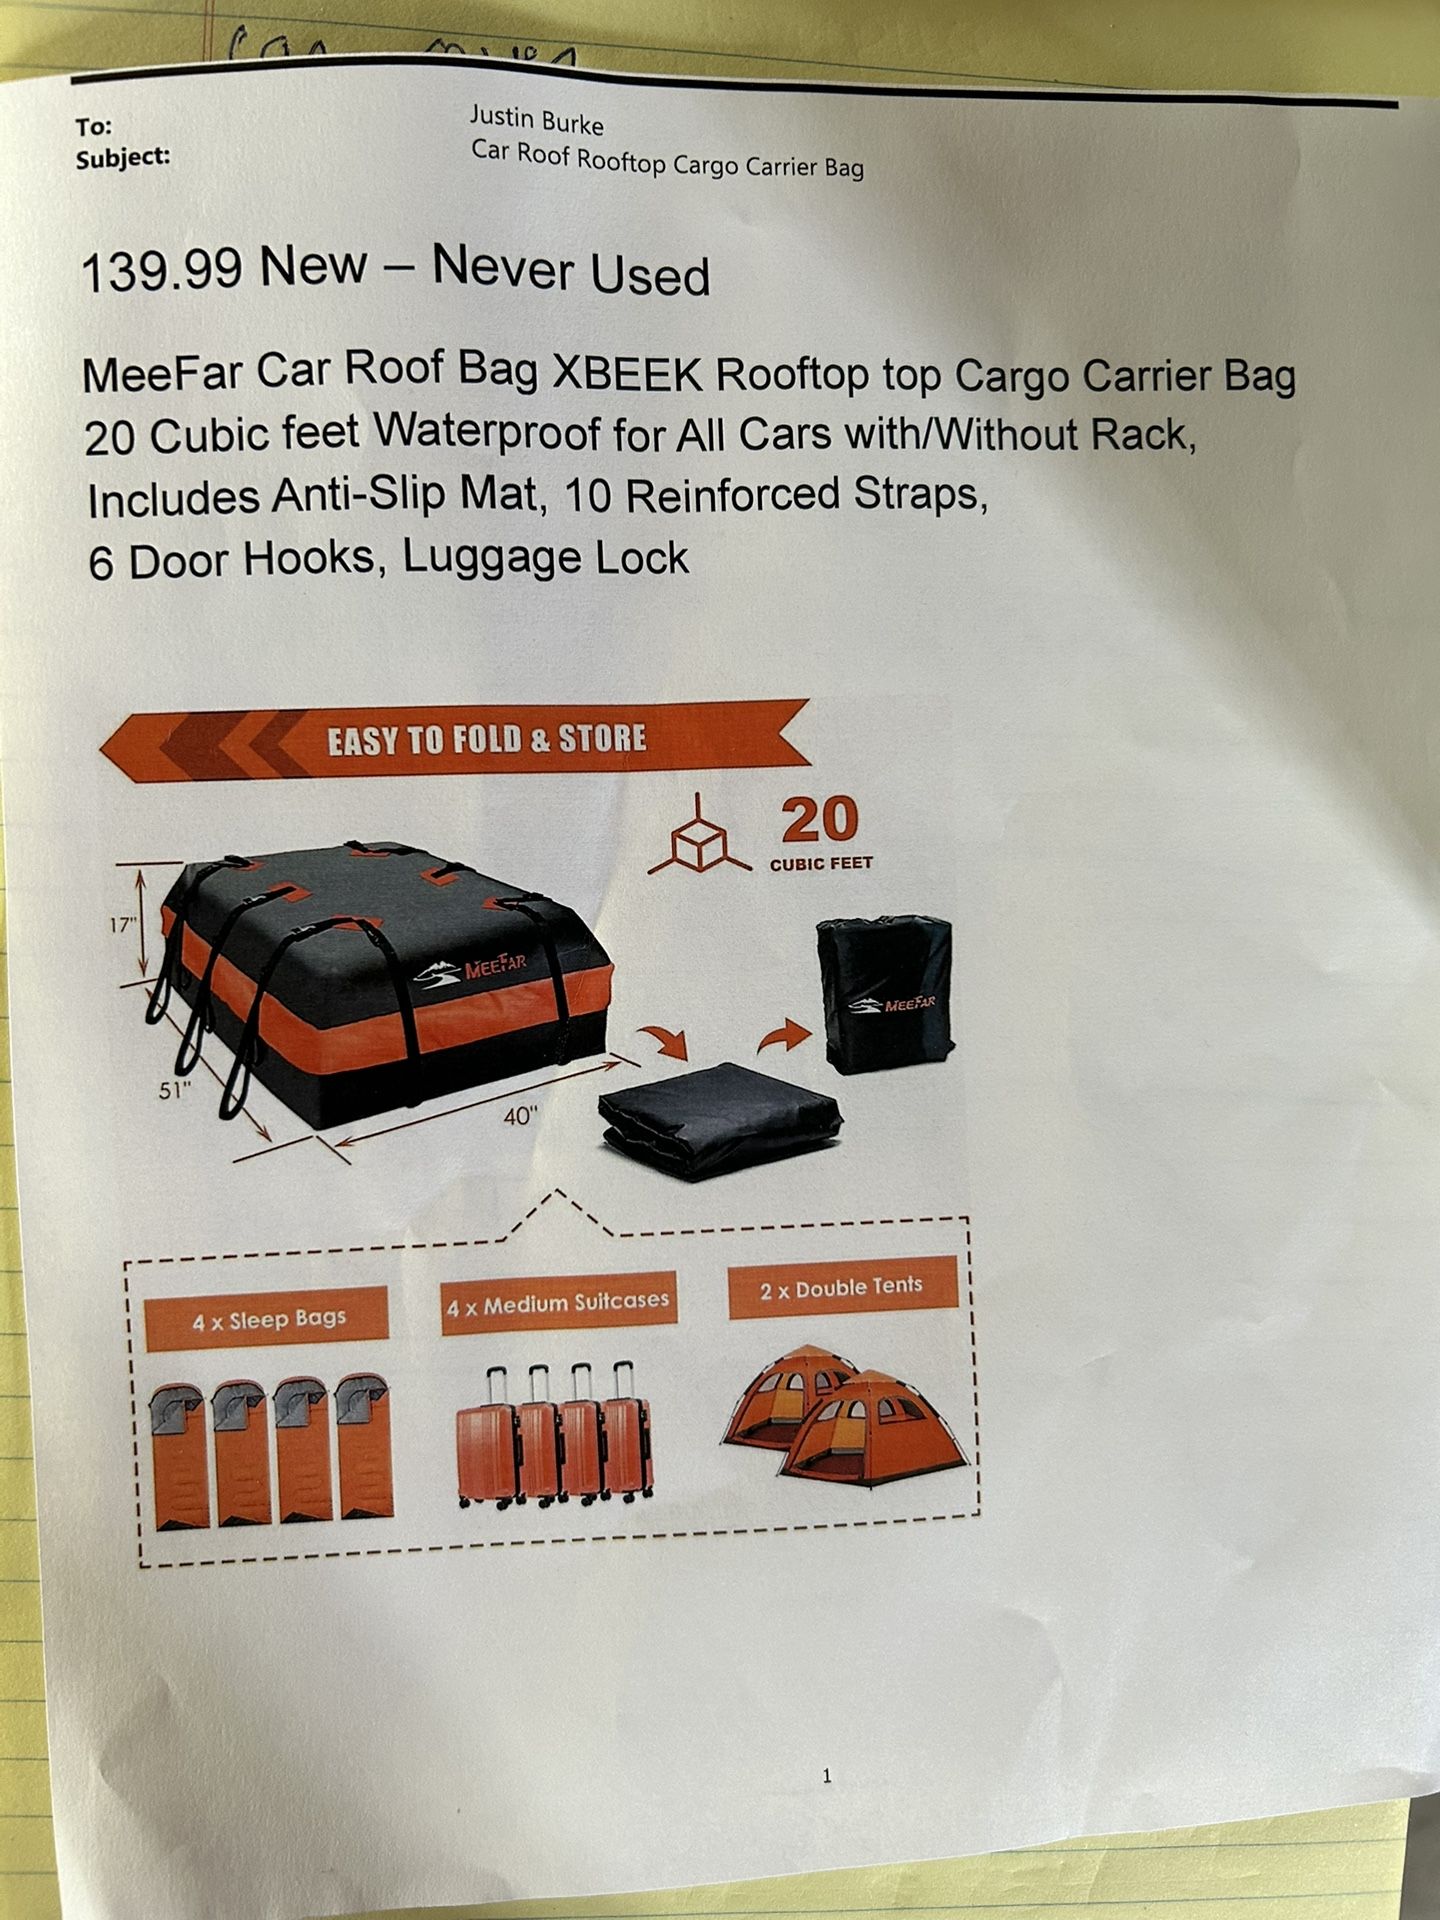 To: Justin Burke
Subject: Car Roof Rooftop Cargo Carrier Bag
139.99 New – Never Used
MeeFar Car Roof Bag XBEEK Rooftop top Cargo Carrier Bag
20 Cubic feet Waterproof for All Cars with/Without Rack,
Includes Anti-Slip Mat, 10 Reinforced Straps,
6 Door Hooks, Luggage Lock
EASY TO FOLD & STORE
20
CUBIC FEET
17"
MEEFAR
MEEFAR
51"
40"
4 x Sleep Bags
4 x Medium Suitcases
2 x Double Tents
1